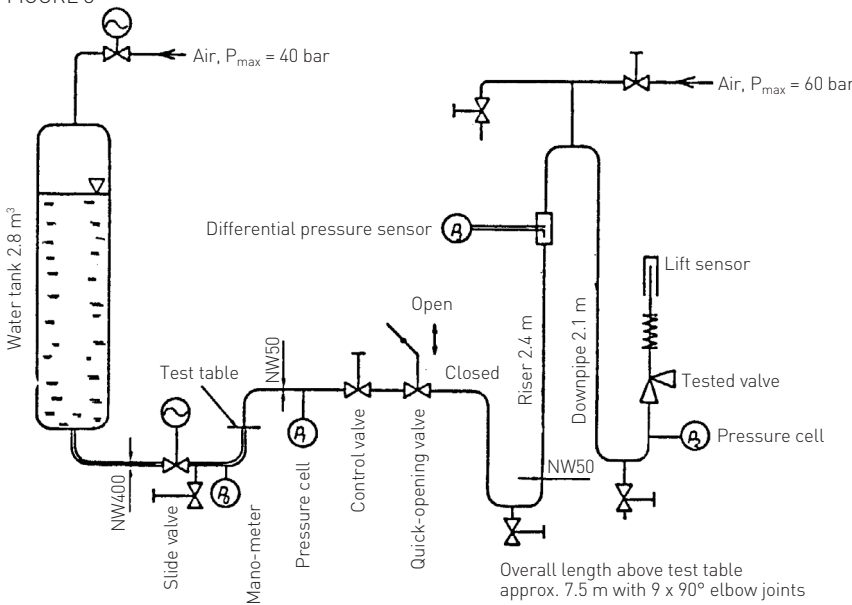 Air, Pmax = 40 bar
Air, Pmax = 60 bar
Water tank 2.8 m³
Differential pressure sensor
Lift sensor
Open
Closed
Riser 2.4 m
Downpipe 2.1 m
NW50
Test table
Tested valve
Pressure cell
NW50
NW400
Slide valve
Mano-meter
P0
Pressure cell
P1
Control valve
Quick-opening valve
Overall length above test table
approx. 7.5 m with 9 x 90° elbow joints